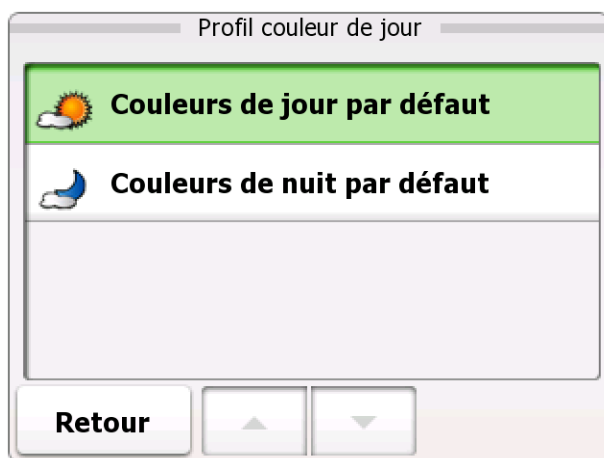 Profil couleur de jour
Couleurs de jour par défaut
Couleurs de nuit par défaut
Retour